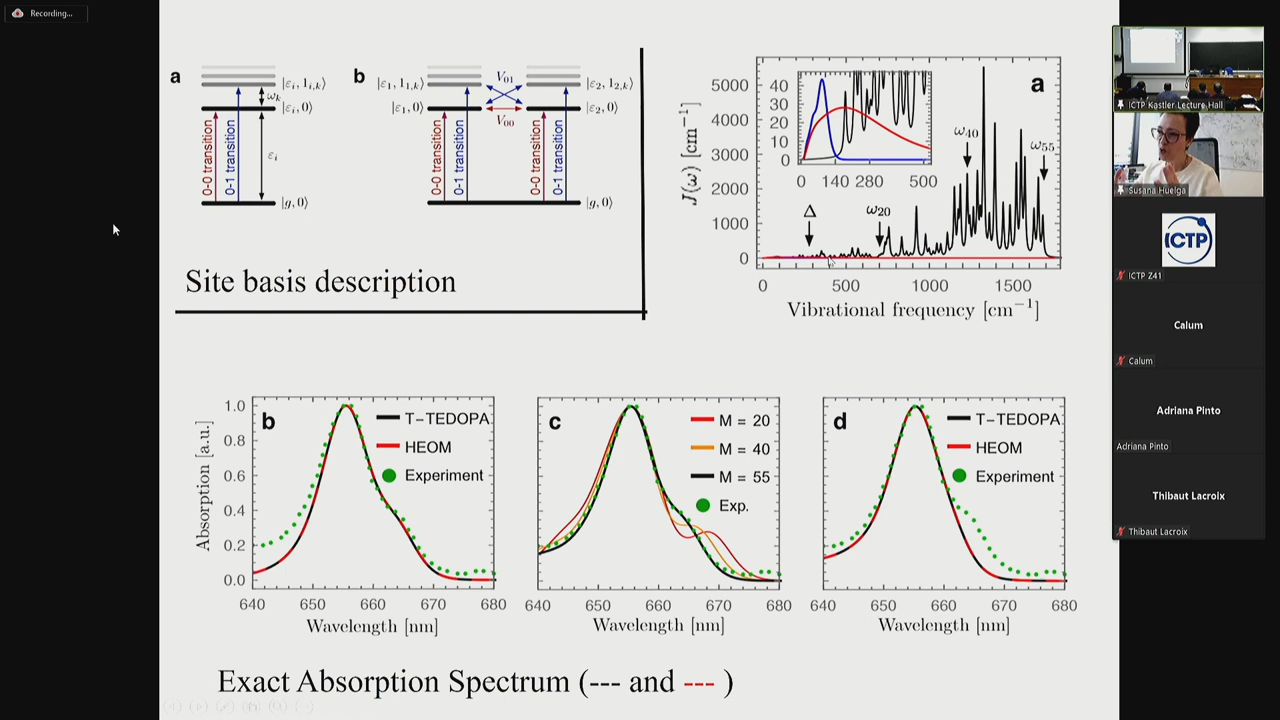 Recording...
a
|εi, 1i,k⟩
ωk
|εi, 0⟩
0-0 transition
0-1 transition
εi
|g, 0⟩
b
|ε1, 11,k⟩
V01
|ε2, 12,k⟩
|ε1, 0⟩
V00
|ε2, 0⟩
0-0 transition
0-1 transition
0-0 transition
0-1 transition
|g, 0⟩
Site basis description
a
J(ω) [cm−1]
5000
4000
3000
2000
1000
0
40
30
20
10
0
0 140 280 500
Δ
ω20
ω40
ω55
0 500 1000 1500
Vibrational frequency [cm−1]
b
T−TEDOPA
HEOM
Experiment
Absorption [a.u.]
1.0
0.8
0.6
0.4
0.2
0.0
640 650 660 670 680
Wavelength [nm]
c
M = 20
M = 40
M = 55
Exp.
640 650 660 670 680
Wavelength [nm]
d
T−TEDOPA
HEOM
Experiment
640 650 660 670 680
Wavelength [nm]
Exact Absorption Spectrum (--- and --- )
ICTP Kastler Lecture Hall
Susana Huelga
ICTP
ICTP Z41
Calum
Calum
Adriana Pinto
Adriana Pinto
Thibaut Lacroix
Thibaut Lacroix